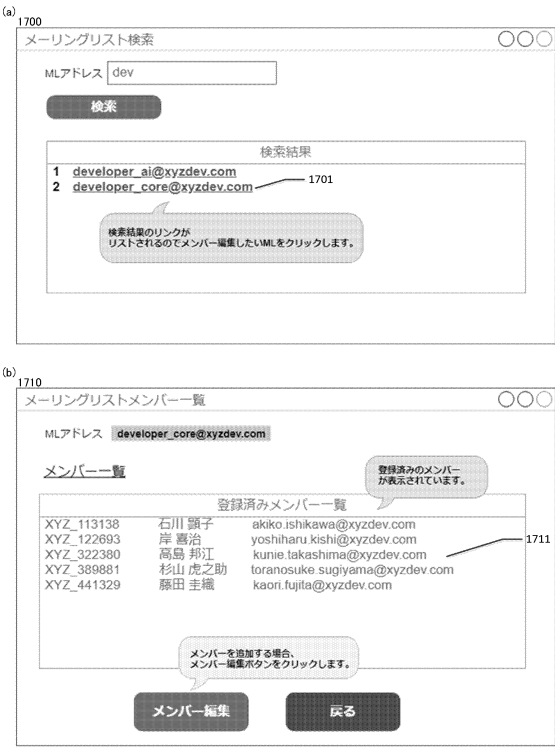 (a)
1700
メーリングリスト検索
MLアドレス dev
検索
検索結果
1 developer_ai@xyzdev.com
2 developer_core@xyzdev.com
1701
検索結果のリンクが
リストされるのでメンバー編集したいMLをクリックします。
(b)
1710
メーリングリストメンバー一覧
MLアドレス developer_core@xyzdev.com
メンバー一覧
登録済みのメンバー
が表示されています。
登録済みメンバー一覧
XYZ_113138 石川 顕子 akiko.ishikawa@xyzdev.com
XYZ_122693 岸 喜治 yoshiharu.kishi@xyzdev.com
XYZ_322380 高島 邦江 kunie.takashima@xyzdev.com
XYZ_389881 杉山 虎之助 toranosuke.sugiyama@xyzdev.com
XYZ_441329 藤田 圭織 kaori.fujita@xyzdev.com
1711
メンバーを追加する場合、
メンバー編集ボタンをクリックします。
メンバー編集
戻る